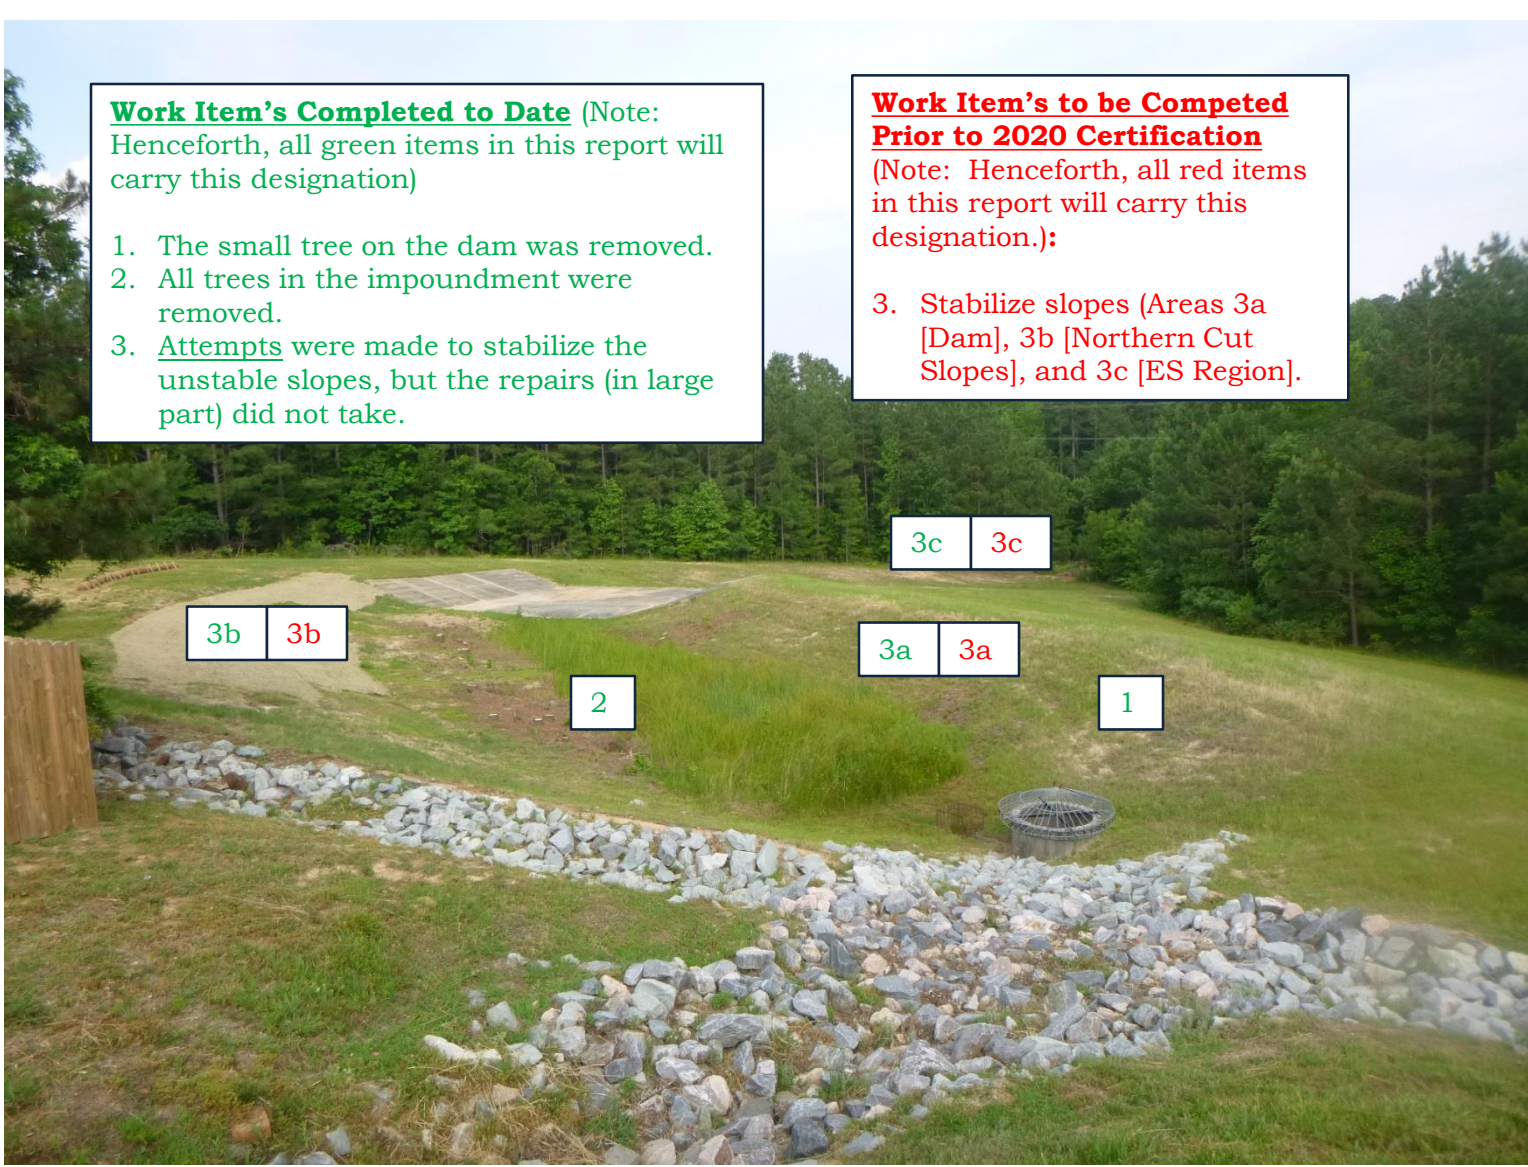 Work Item’s Completed to Date (Note:
Henceforth, all green items in this report will
carry this designation)
1. The small tree on the dam was removed.
2. All trees in the impoundment were
removed.
3. Attempts were made to stabilize the
unstable slopes, but the repairs (in large
part) did not take.
Work Item’s to be Competed
Prior to 2020 Certification
(Note: Henceforth, all red items
in this report will carry this
designation.):
3. Stabilize slopes (Areas 3a
[Dam], 3b [Northern Cut
Slopes], and 3c [ES Region].
3c 3c
3b 3b
3a 3a
2
1